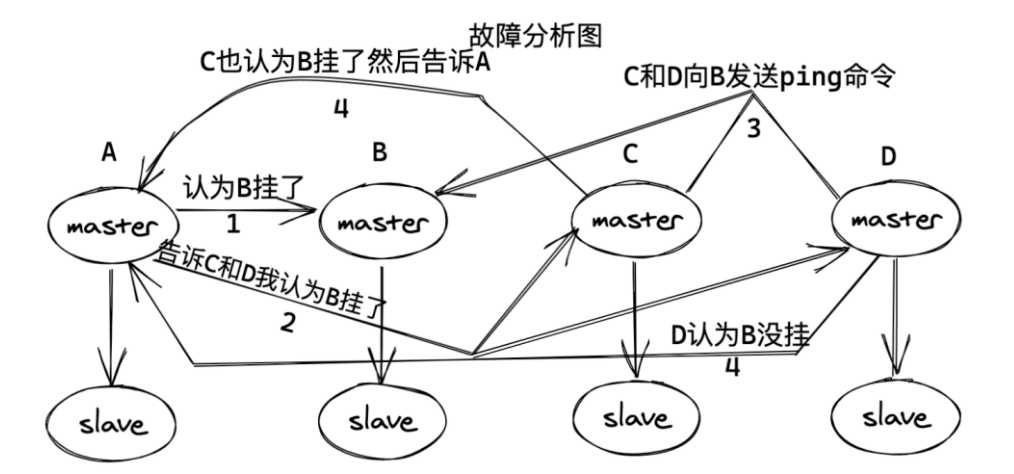 故障分析图
C也认为B挂了然后告诉A
C和D向B发送ping命令
4
3
A
B
C
D
认为B挂了
1
master
master
master
master
告诉C和D我认为B挂了
2
D认为B没挂
4
slave
slave
slave
slave